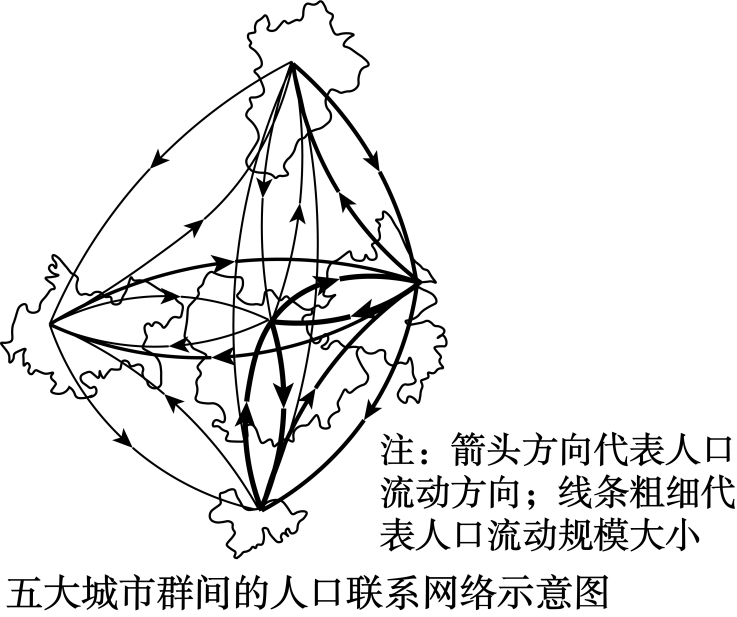 注：箭头方向代表人口
流动方向；线条粗细代
表人口流动规模大小
五大城市群间的人口联系网络示意图